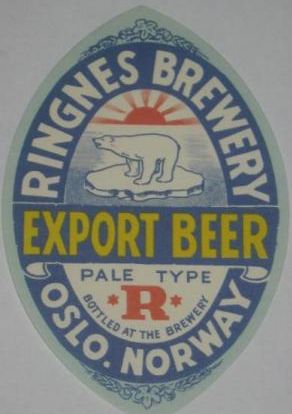 RINGNES BREWERY
EXPORT BEER
PALE TYPE
*R*
BOTTLED AT THE BREWERY
OSLO. NORWAY